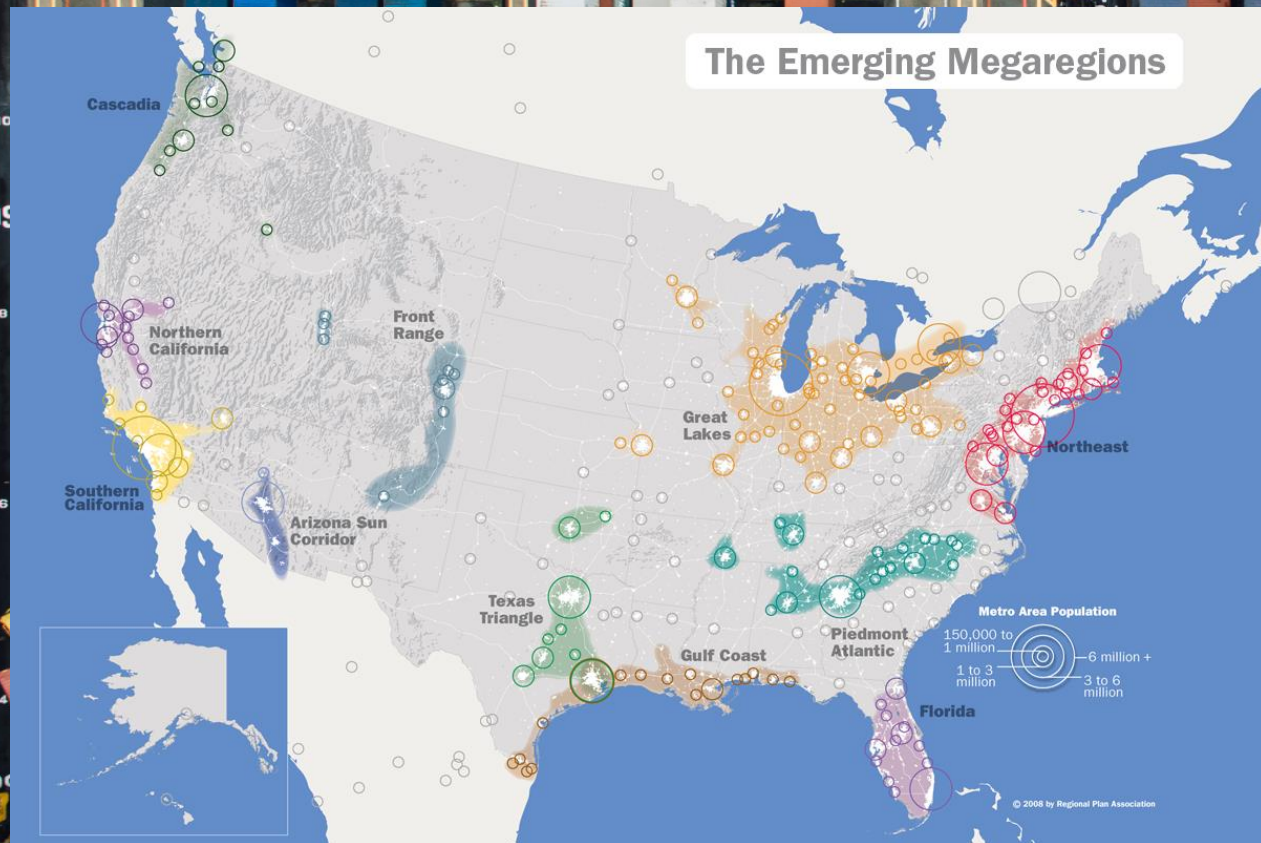 The Emerging Megaregions
Cascadia
Northern
California
Front
Range
Great
Lakes
Northeast
Southern
California
Arizona Sun
Corridor
Texas
Triangle
Gulf Coast
Piedmont
Atlantic
Florida
Metro Area Population
150,000 to
1 million
1 to 3
million
6 million +
3 to 6
million
© 2008 by Regional Plan Association